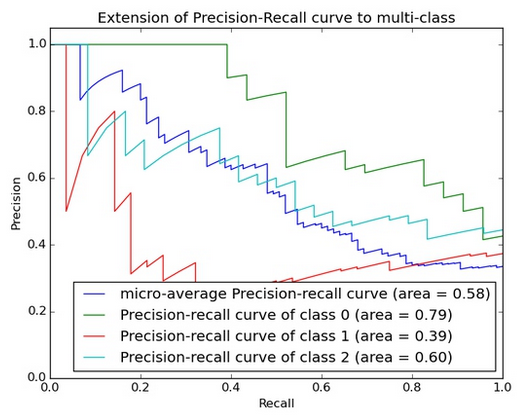 Extension of Precision-Recall curve to multi-class
1.0
0.8
0.6
0.4
0.2
0.0
Precision
micro-average Precision-recall curve (area = 0.58)
Precision-recall curve of class 0 (area = 0.79)
Precision-recall curve of class 1 (area = 0.39)
Precision-recall curve of class 2 (area = 0.60)
0.0 0.2 0.4 0.6 0.8 1.0
Recall